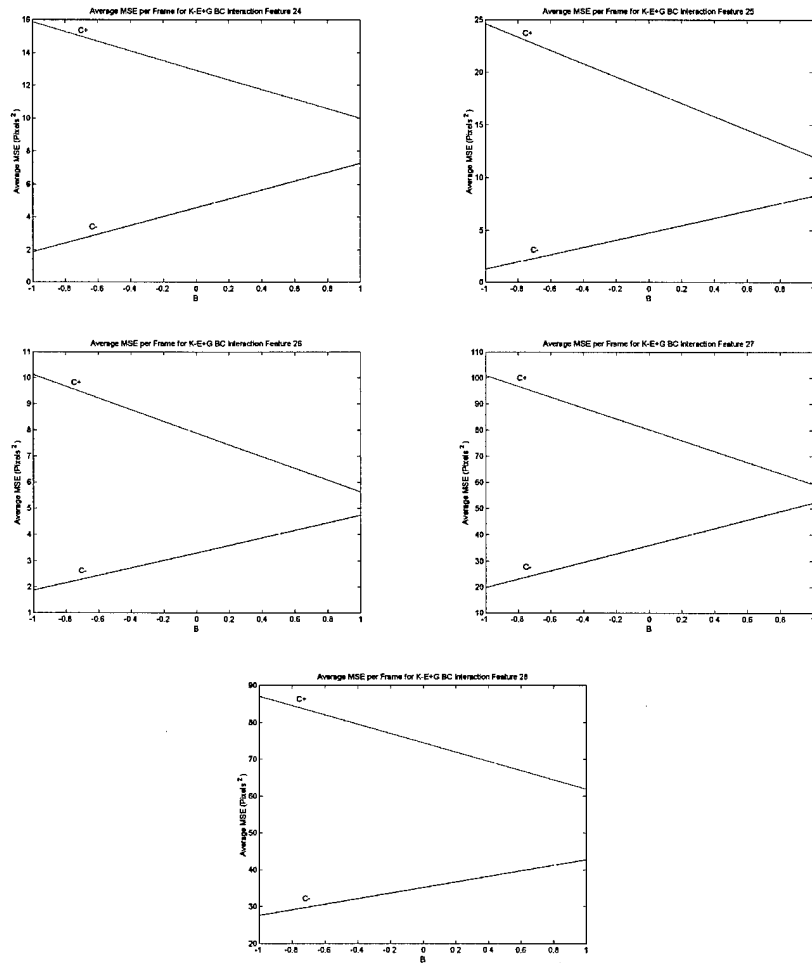 Average MSE per Frame for K-E+G BC Interaction Feature 24
16
14
12
10
8
6
4
2
0
Average MSE (Pixels ^2)
C+
C-
-1 -0.8 -0.6 -0.4 -0.2 0 0.2 0.4 0.6 0.8 1
B
Average MSE per Frame for K-E+G BC Interaction Feature 25
25
20
15
10
5
0
Average MSE (Pixels ^2)
C+
C-
-1 -0.8 -0.6 -0.4 -0.2 0 0.2 0.4 0.6 0.8 1
B
Average MSE per Frame for K-E+G BC Interaction Feature 26
11
10
9
8
7
6
5
4
3
2
1
Average MSE (Pixels ^2)
C+
C-
-1 -0.8 -0.6 -0.4 -0.2 0 0.2 0.4 0.6 0.8 1
B
Average MSE per Frame for K-E+G BC Interaction Feature 27
110
100
90
80
70
60
50
40
30
20
10
Average MSE (Pixels ^2)
C+
C-
-1 -0.8 -0.6 -0.4 -0.2 0 0.2 0.4 0.6 0.8 1
B
Average MSE per Frame for K-E+G BC Interaction Feature 28
90
80
70
60
50
40
30
20
Average MSE (Pixels ^2)
C+
C-
-1 -0.8 -0.6 -0.4 -0.2 0 0.2 0.4 0.6 0.8 1
B